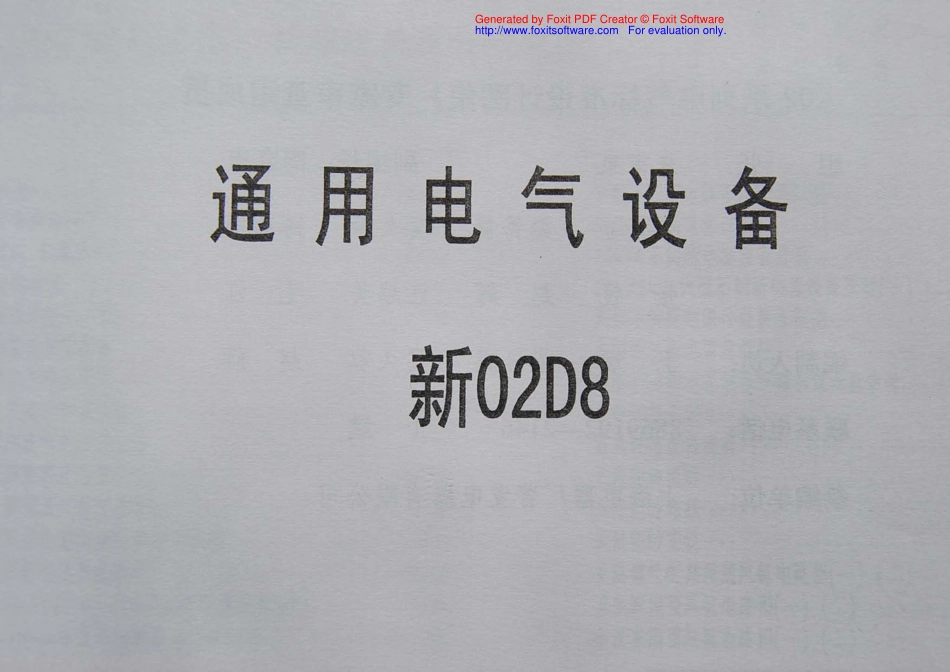 Generated by Foxit PDF Creator © Foxit Software
http://www.foxitsoftware.com For evaluation only.
通用电气设备
新02D8